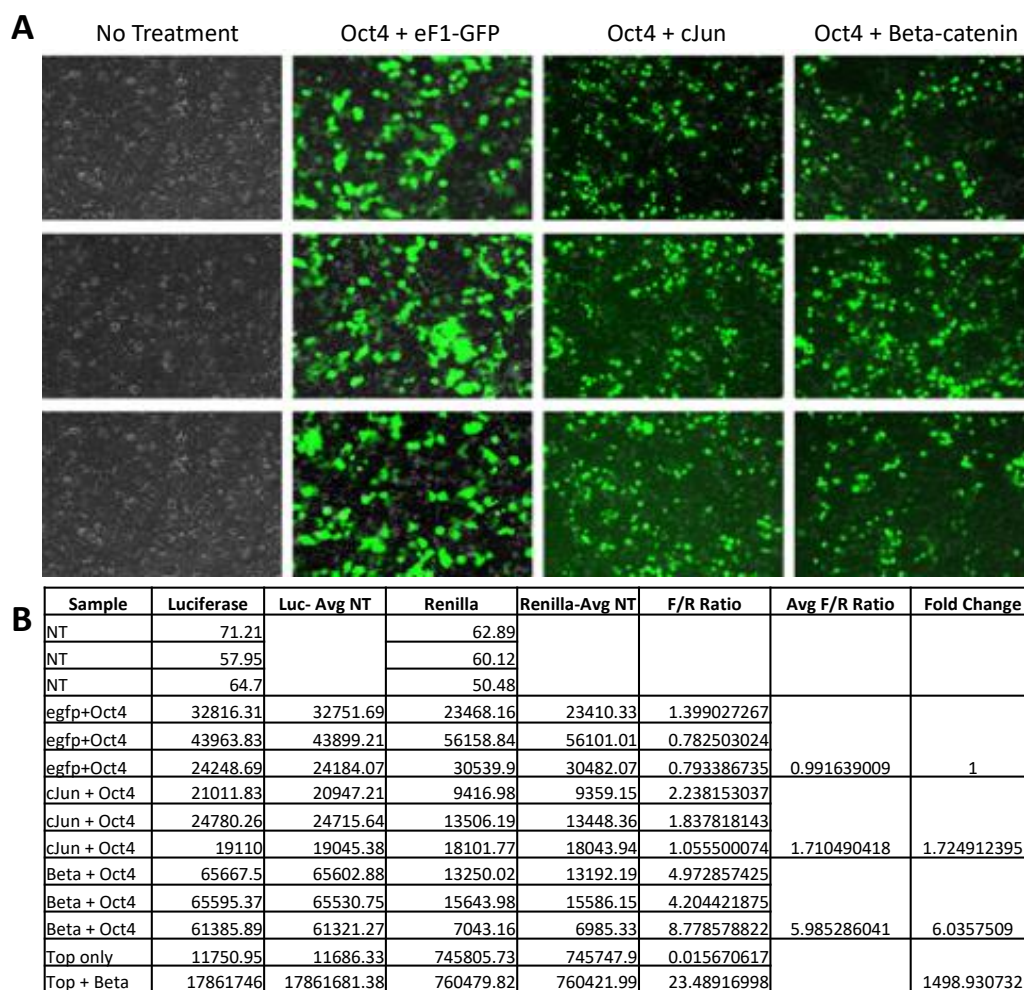 A
No Treatment Oct4 + eF1-GFP Oct4 + cJun Oct4 + Beta-catenin
B
Sample Luciferase Luc- Avg NT Renilla Renilla-Avg NT F/R Ratio Avg F/R Ratio Fold Change
NT 71.21 62.89
NT 57.95 60.12
NT 64.7 50.48
egfp+Oct4 32816.31 32751.69 23468.16 23410.33 1.399027267
egfp+Oct4 43963.83 43899.21 56158.84 56101.01 0.782503024
egfp+Oct4 24248.69 24184.07 30539.9 30482.07 0.793386735 0.991639009 1
cJun + Oct4 21011.83 20947.21 9416.98 9359.15 2.238153037
cJun + Oct4 24780.26 24715.64 13506.19 13448.36 1.837818143
cJun + Oct4 19110 19045.38 18101.77 18043.94 1.055500074 1.710490418 1.724912395
Beta + Oct4 65667.5 65602.88 13250.02 13192.19 4.972857425
Beta + Oct4 65595.37 65530.75 15643.98 15586.15 4.204421875
Beta + Oct4 61385.89 61321.27 7043.16 6985.33 8.778578822 5.985286041 6.0357509
Top only 11750.95 11686.33 745805.73 745747.9 0.015670617
Top + Beta 17861746 17861681.38 760479.82 760421.99 23.48916998 1498.930732